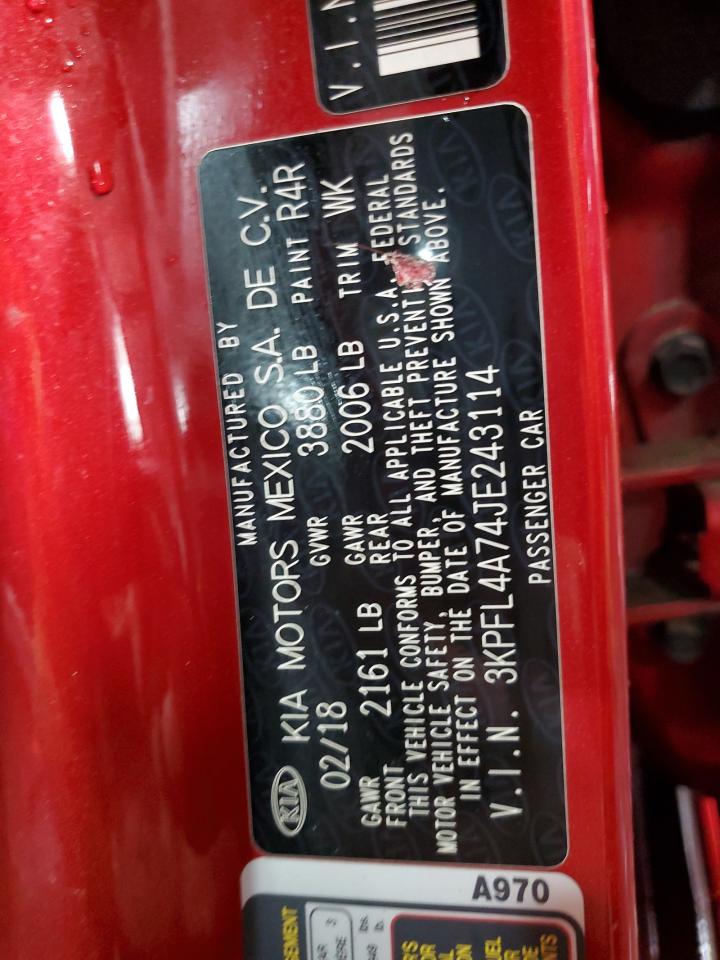 V.I.N
MANUFACTURED BY
KIA KIA MOTORS MEXICO S.A. DE C.V.
02/18 GVWR 3880 LB PAINT R4R
GAWR FRONT 2161 LB GAWR REAR 2006 LB TRIM WK
THIS VEHICLE CONFORMS TO ALL APPLICABLE U.S.A. FEDERAL
MOTOR VEHICLE SAFETY, BUMPER, AND THEFT PREVENTI STANDARDS
IN EFFECT ON THE DATE OF MANUFACTURE SHOWN ABOVE.
V.I.N. 3KPFL4A74JE243114
PASSENGER CAR
A970